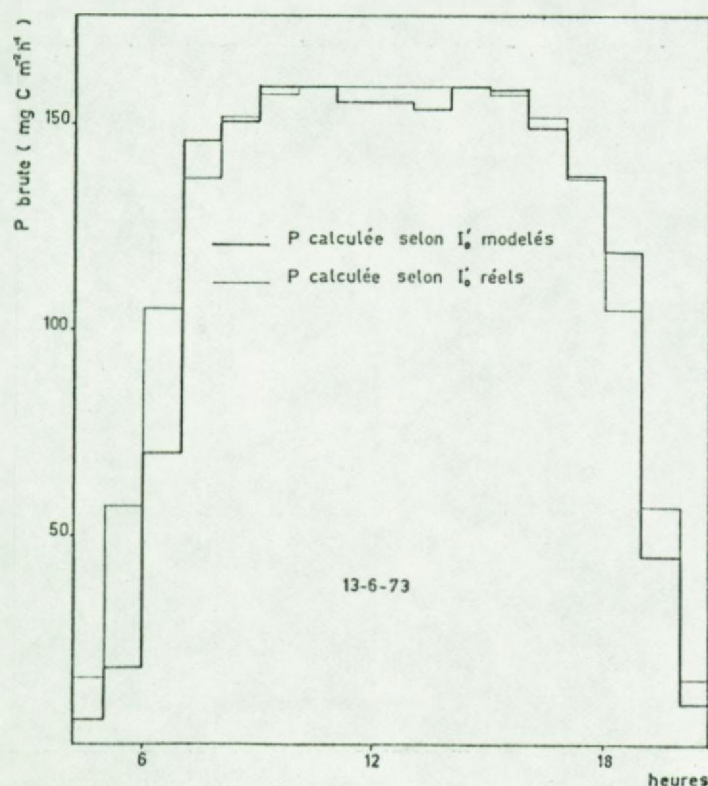 P brute ( mg C m⁻²h⁻¹)
150
100
50
P calculée selon I'₀ modelés
P calculée selon I'₀ réels
13-6-73
6 12 18
heures